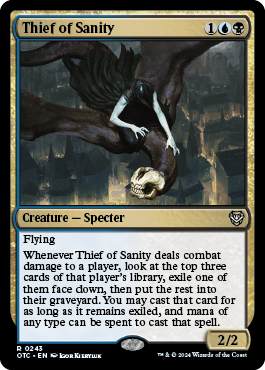 Thief of Sanity
1
Creature — Specter
Flying
Whenever Thief of Sanity deals combat
damage to a player, look at the top three
cards of that player's library, exile one of
them face down, then put the rest into
their graveyard. You may cast that card for
as long as it remains exiled, and mana of
any type can be spent to cast that spell.
2/2
R 0243
OTC • EN Igor Kieryluk
™ & © 2024 Wizards of the Coast